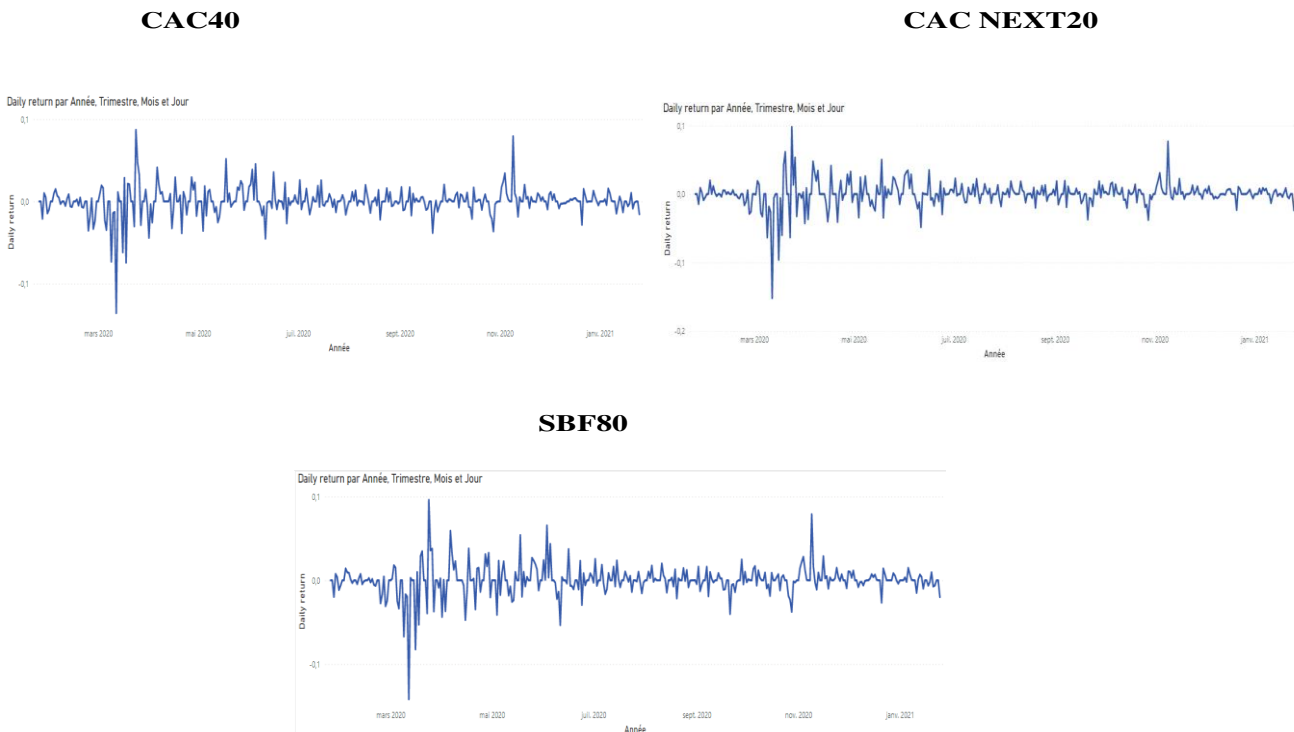 CAC40
CAC NEXT20
Daily return par Année, Trimestre, Mois et Jour
0,1
0,0
-0,1
Daily return
mars 2020
mai 2020
juil. 2020
sept. 2020
nov. 2020
janv. 2021
Année
Daily return par Année, Trimestre, Mois et Jour
0,1
0,0
-0,1
-0,2
Daily return
mars 2020
mai 2020
juil. 2020
sept. 2020
nov. 2020
janv. 2021
Année
SBF80
Daily return par Année, Trimestre, Mois et Jour
0,1
0,0
-0,1
Daily return
mars 2020
mai 2020
juil. 2020
sept. 2020
nov. 2020
janv. 2021
Année